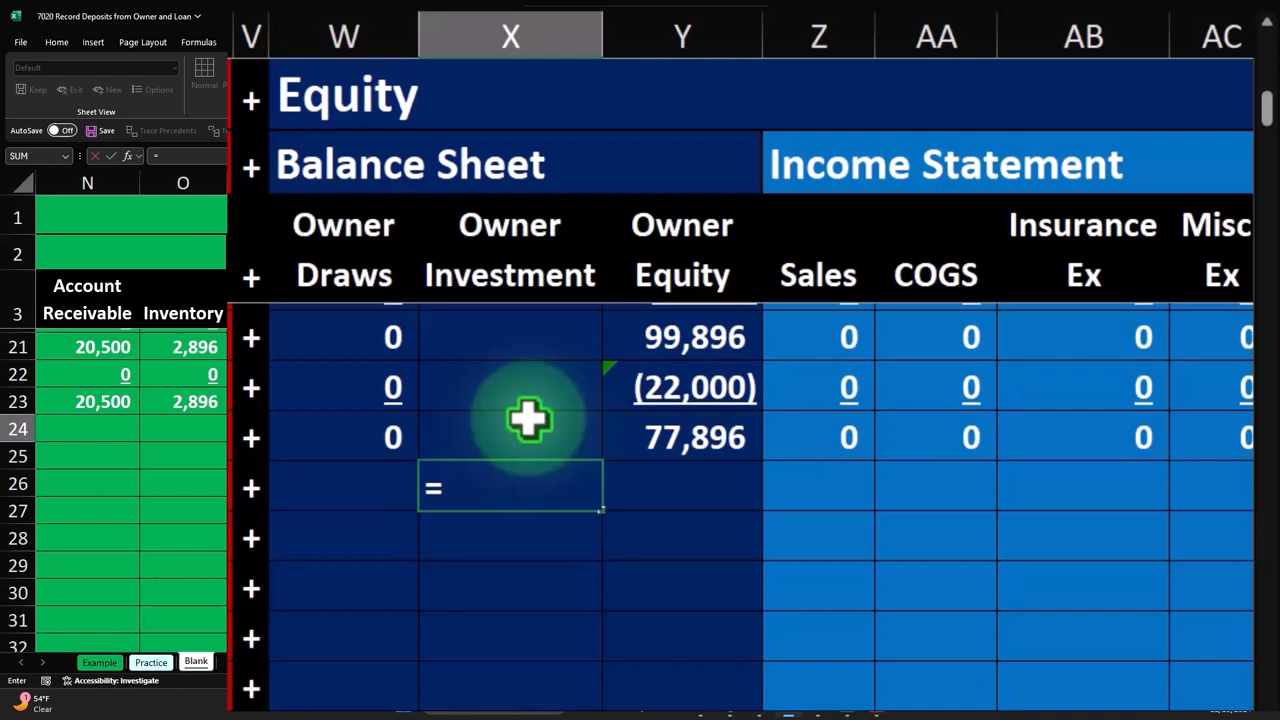 7020 Record Deposits from Owner and Loan
File Home Insert Page Layout Formulas
Default
Normal
Keep Exit New Options
Sheet View
AutoSave Off Save Trace Precedents
SUM fx =
N O
1
2
Account
Receivable Inventory
3
21 20,500 2,896
22 0 0
23 20,500 2,896
24
25
26
27
28
29
30
31
32
Example Practice Blank
Enter Accessibility: Investigate
54°F
Clear
V W X Y Z AA AB AC
+ Equity
+ Balance Sheet Income Statement
Owner Owner Owner Insurance Misc
+ Draws Investment Equity Sales COGS Ex Ex
+ 0 99,896 0 0 0 0
+ 0 (22,000) 0 0 0 0
+ 0 77,896 0 0 0 0
+ =
+
+
+
+